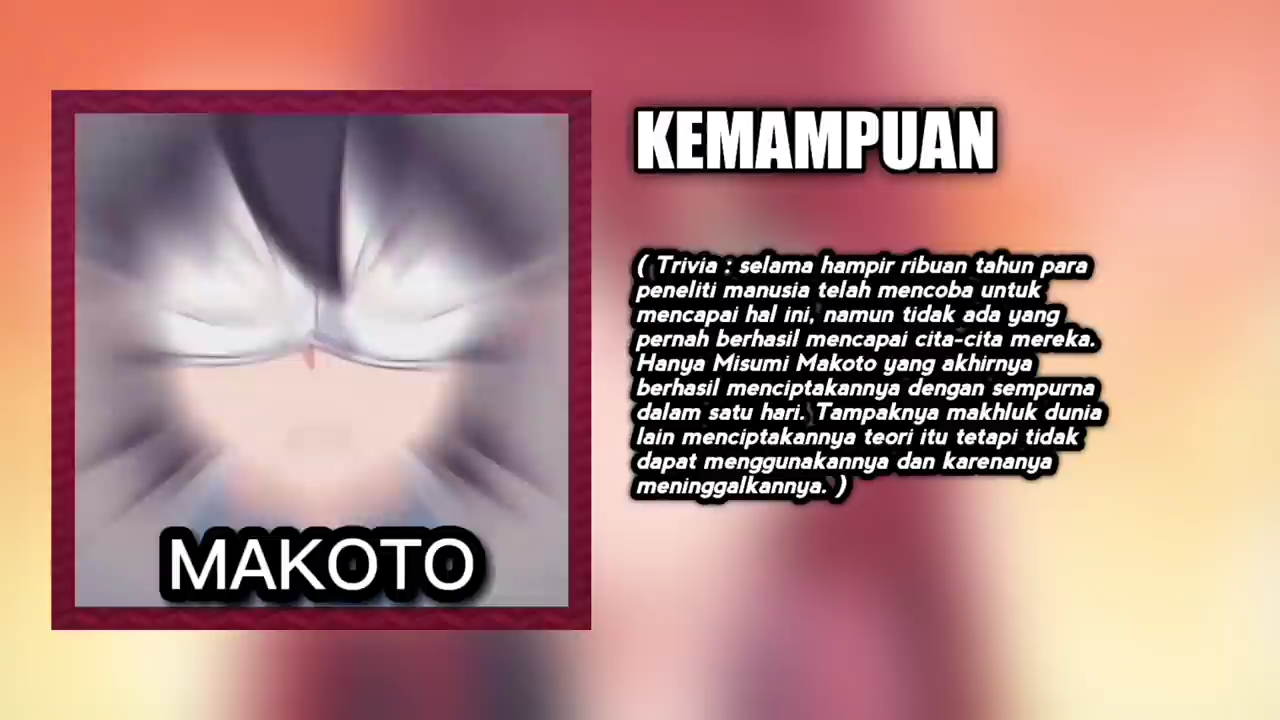 KEMAMPUAN
( Trivia : selama hampir ribuan tahun para
peneliti manusia telah mencoba untuk
mencapai hal ini, namun tidak ada yang
pernah berhasil mencapai cita-cita mereka.
Hanya Misumi Makoto yang akhirnya
berhasil menciptakannya dengan sempurna
dalam satu hari. Tampaknya makhluk dunia
lain menciptakannya teori itu tetapi tidak
dapat menggunakannya dan karenanya
meninggalkannya. )
MAKOTO